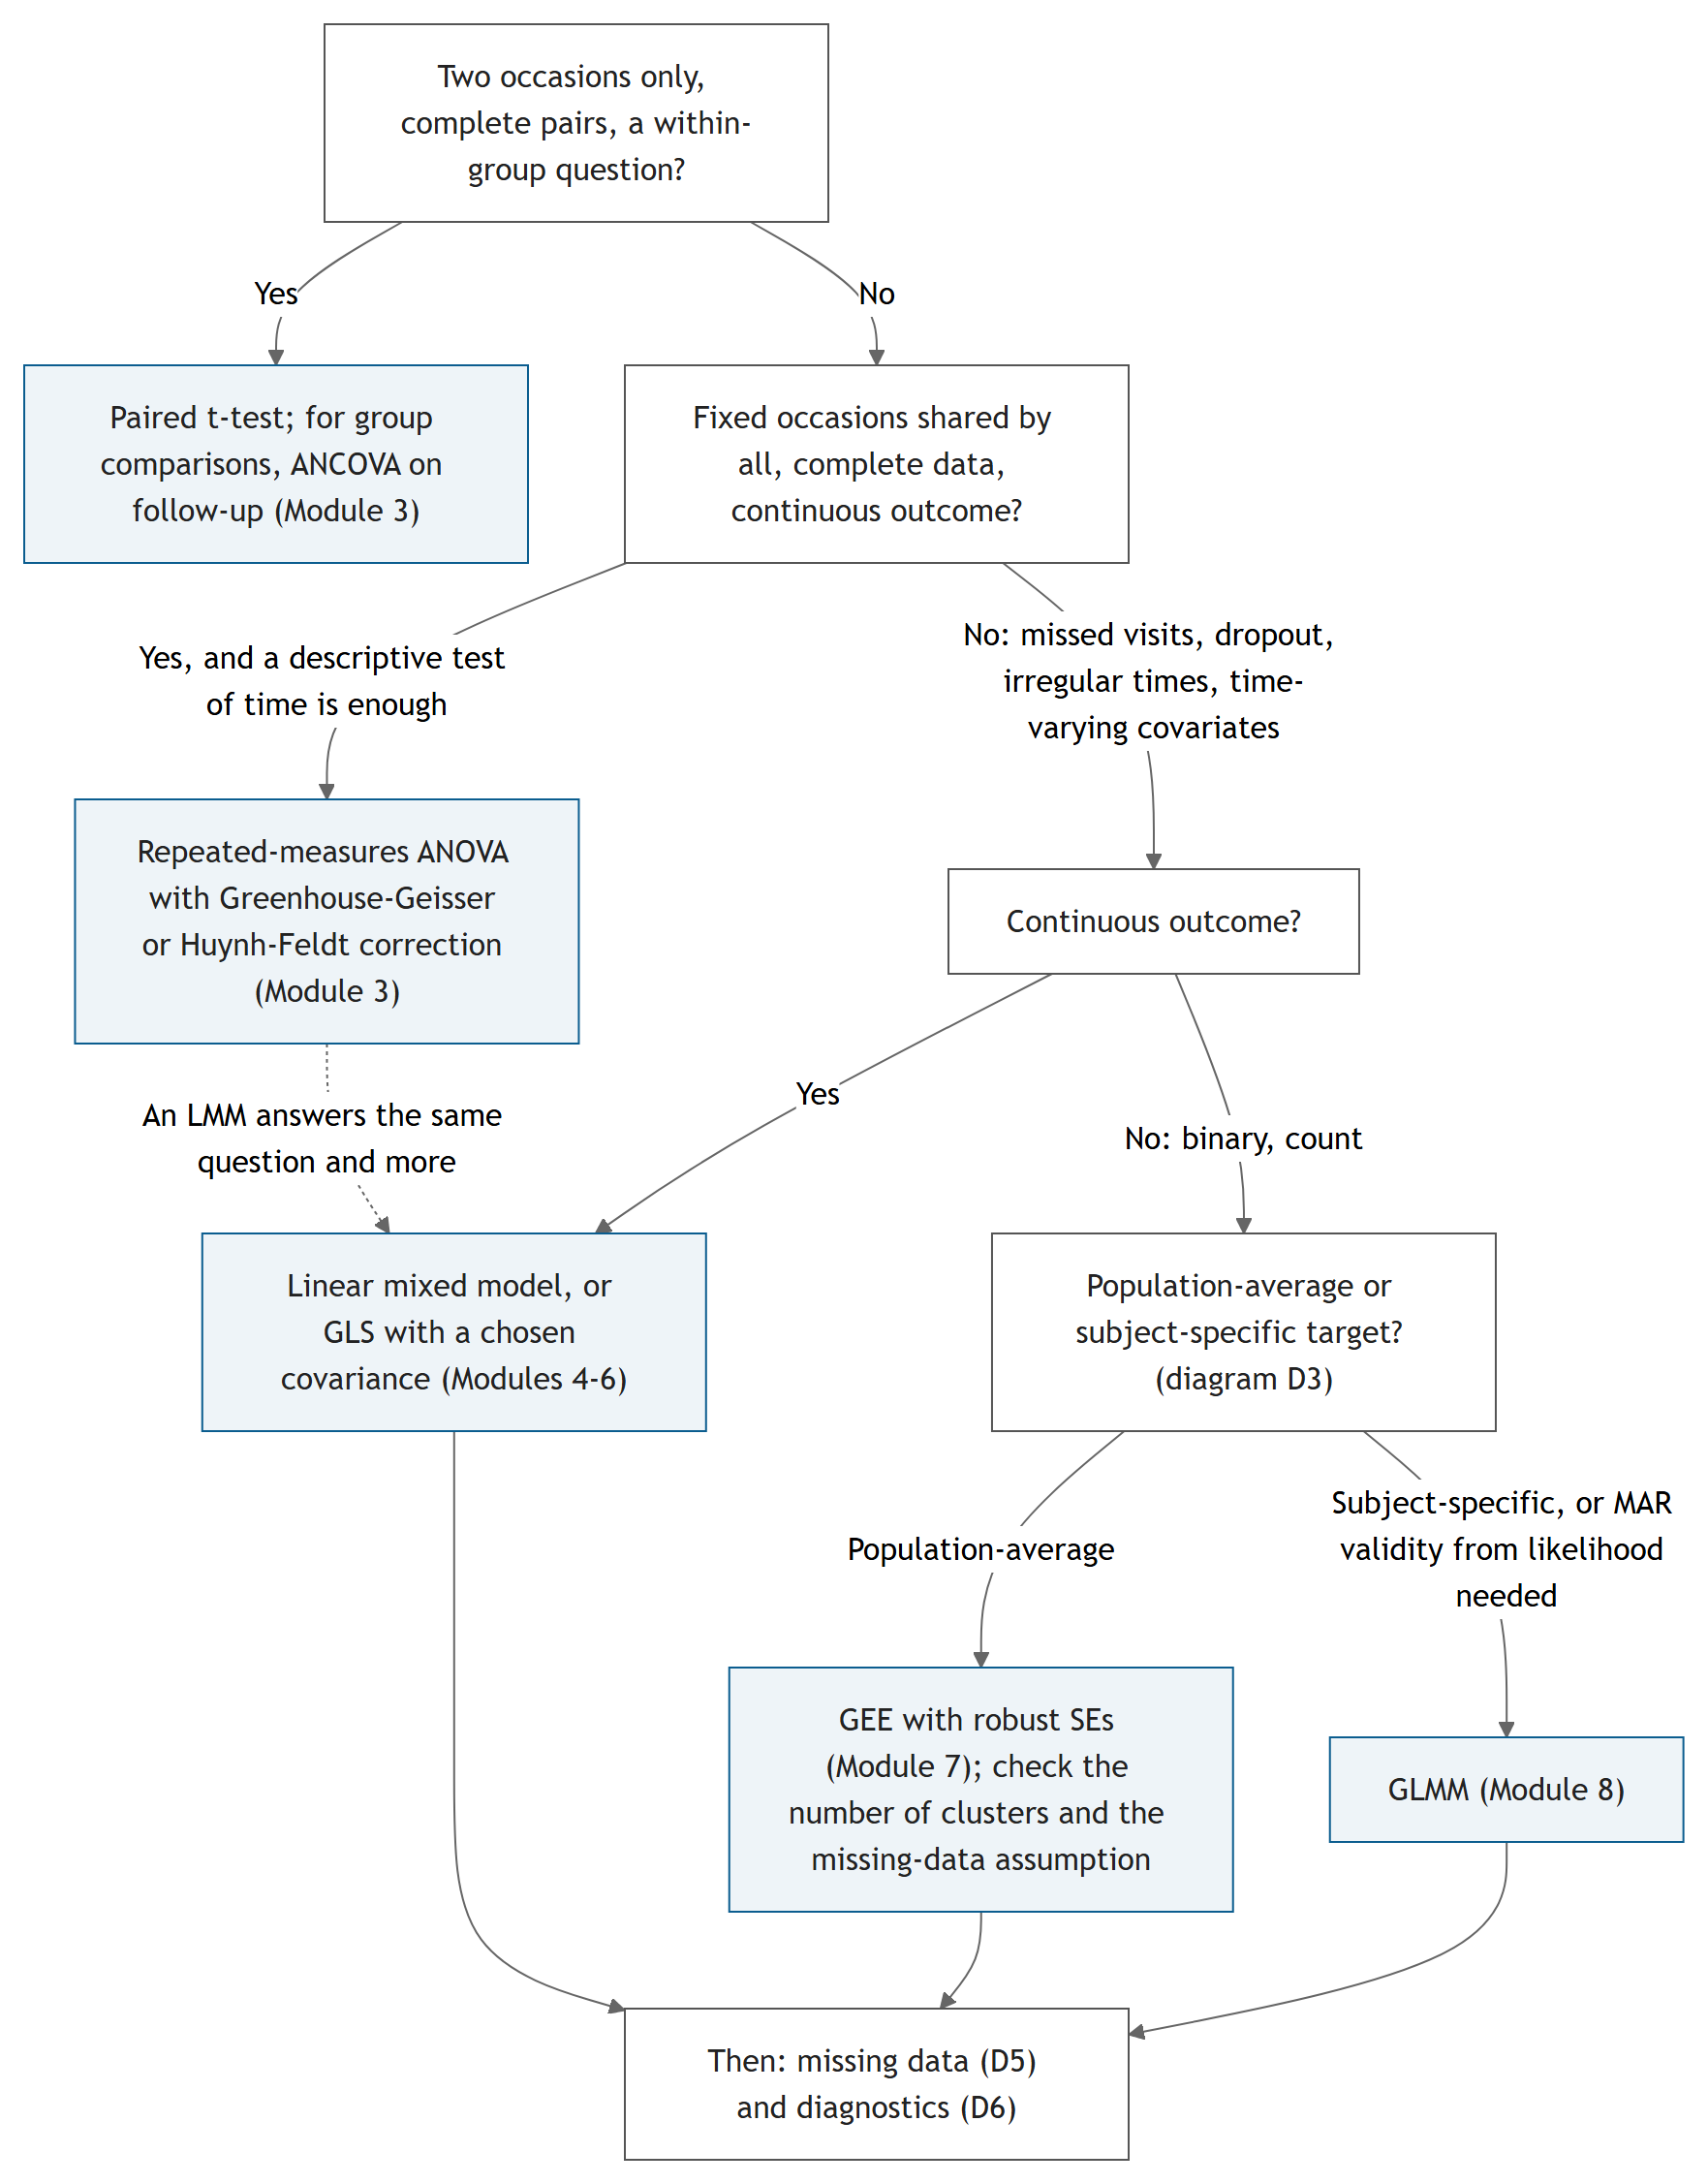 Two occasions only,
complete pairs, a within-
group question?
Yes
No
Paired t-test; for group
comparisons, ANCOVA on
follow-up (Module 3)
Fixed occasions shared by
all, complete data,
continuous outcome?
Yes, and a descriptive test
of time is enough
No: missed visits, dropout,
irregular times, time-
varying covariates
Repeated-measures ANOVA
with Greenhouse-Geisser
or Huynh-Feldt correction
(Module 3)
Continuous outcome?
An LMM answers the same
question and more
Yes
No: binary, count
Linear mixed model, or
GLS with a chosen
covariance (Modules 4-6)
Population-average or
subject-specific target?
(diagram D3)
Population-average
Subject-specific, or MAR
validity from likelihood
needed
GEE with robust SEs
(Module 7); check the
number of clusters and the
missing-data assumption
GLMM (Module 8)
Then: missing data (D5)
and diagnostics (D6)